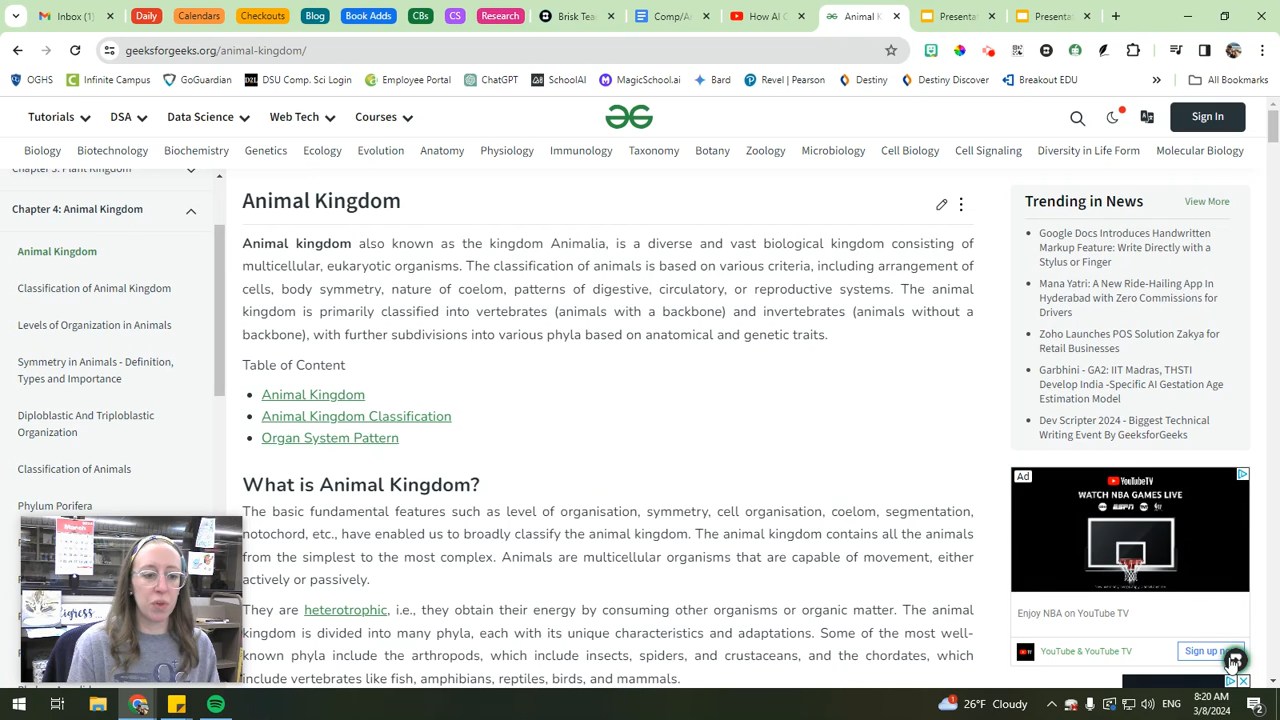 Inbox (1)
Daily
Calendars
Checkouts
Blog
Book Adds
CBs
CS
Research
Brisk Tea
Comp/A
How AI C
Animal K
Presenta
Presenta
geeksforgeeks.org/animal-kingdom/
OGHS
Infinite Campus
GoGuardian
DSU Comp. Sci Login
Employee Portal
ChatGPT
SchoolAI
MagicSchool.ai
Bard
Revel | Pearson
Destiny
Destiny Discover
Breakout EDU
All Bookmarks
Tutorials
DSA
Data Science
Web Tech
Courses
Sign In
Biology
Biotechnology
Biochemistry
Genetics
Ecology
Evolution
Anatomy
Physiology
Immunology
Taxonomy
Botany
Zoology
Microbiology
Cell Biology
Cell Signaling
Diversity in Life Form
Molecular Biology
Chapter 3: Plant Kingdom
Chapter 4: Animal Kingdom
Animal Kingdom
Classification of Animal Kingdom
Levels of Organization in Animals
Symmetry in Animals - Definition,
Types and Importance
Diploblastic And Triploblastic
Organization
Classification of Animals
Phylum Porifera
Animal Kingdom
Animal kingdom also known as the kingdom Animalia, is a diverse and vast biological kingdom consisting of
multicellular, eukaryotic organisms. The classification of animals is based on various criteria, including arrangement of
cells, body symmetry, nature of coelom, patterns of digestive, circulatory, or reproductive systems. The animal
kingdom is primarily classified into vertebrates (animals with a backbone) and invertebrates (animals without a
backbone), with further subdivisions into various phyla based on anatomical and genetic traits.
Table of Content
Animal Kingdom
Animal Kingdom Classification
Organ System Pattern
What is Animal Kingdom?
The basic fundamental features such as level of organisation, symmetry, cell organisation, coelom, segmentation,
notochord, etc., have enabled us to broadly classify the animal kingdom. The animal kingdom contains all the animals
from the simplest to the most complex. Animals are multicellular organisms that are capable of movement, either
actively or passively.
They are heterotrophic, i.e., they obtain their energy by consuming other organisms or organic matter. The animal
kingdom is divided into many phyla, each with its unique characteristics and adaptations. Some of the most well-
known phyla include the arthropods, which include insects, spiders, and crustaceans, and the chordates, which
include vertebrates like fish, amphibians, reptiles, birds, and mammals.
Trending in News
View More
Google Docs Introduces Handwritten
Markup Feature: Write Directly with a
Stylus or Finger
Mana Yatri: A New Ride-Hailing App In
Hyderabad with Zero Commissions for
Drivers
Zoho Launches POS Solution Zakya for
Retail Businesses
Garbhini - GA2: IIT Madras, THSTI
Develop India -Specific AI Gestation Age
Estimation Model
Dev Scripter 2024 - Biggest Technical
Writing Event By GeeksforGeeks
Ad
YouTubeTV
WATCH NBA GAMES LIVE
ESPN
Enjoy NBA on YouTube TV
YouTube & YouTube TV
Sign up
March
26°F Cloudy
ENG
8:20 AM
3/8/2024
2